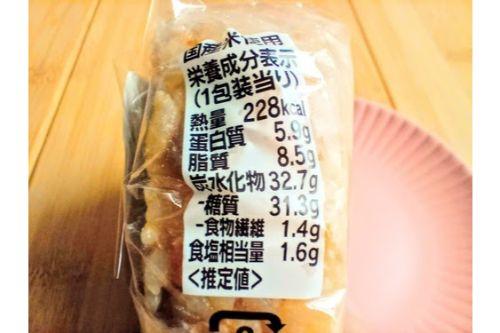 国産米使用
栄養成分表示
(1包装当り)
熱量 228kcal
蛋白質 5.9g
脂質 8.5g
炭水化物 32.7g
-糖質 31.3g
-食物繊維 1.4g
食塩相当量 1.6g
<推定値>